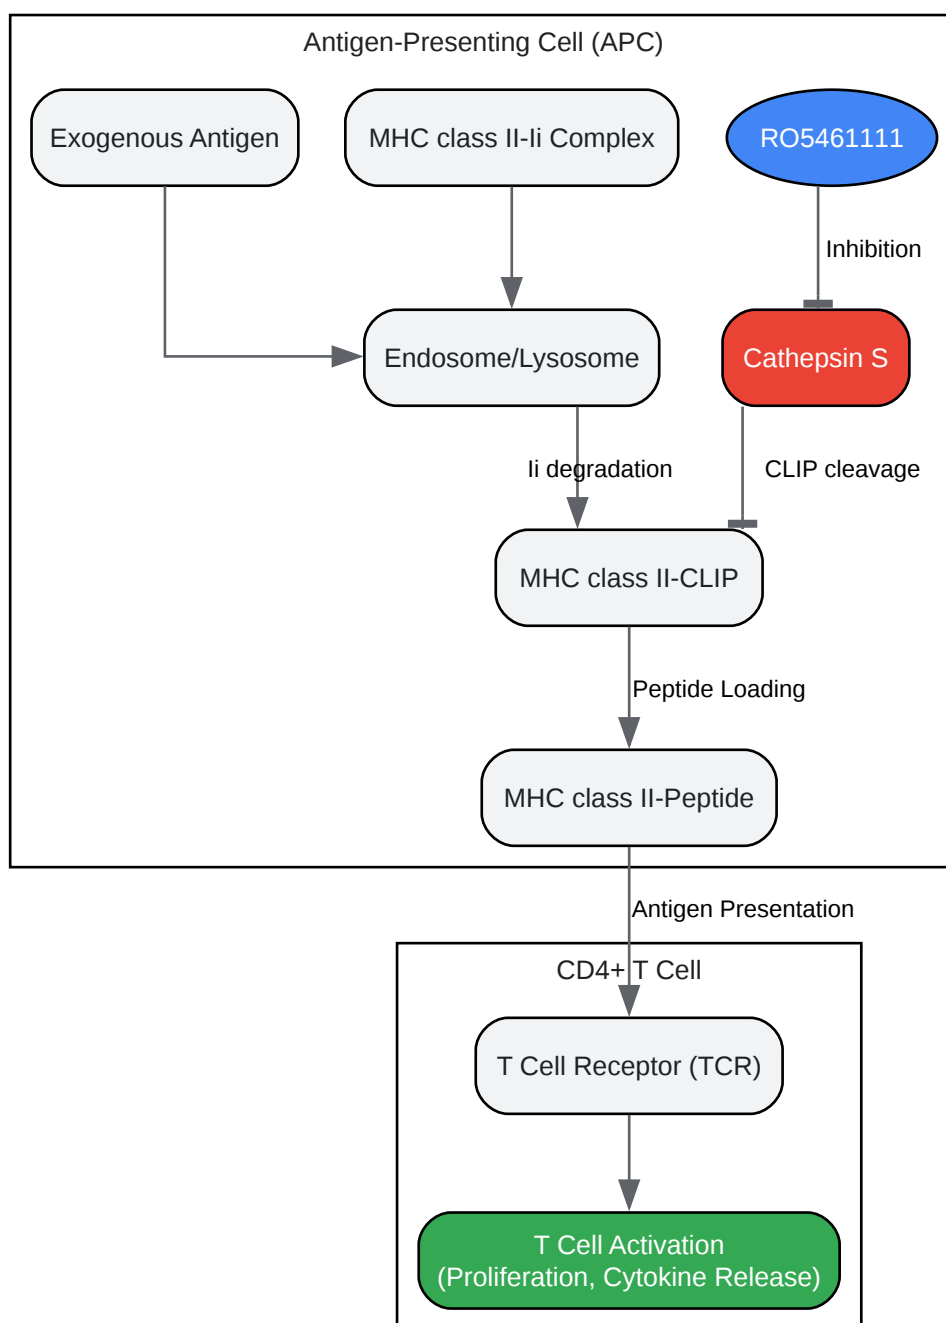 Antigen-Presenting Cell (APC)
Exogenous Antigen
MHC class II-Ii Complex
RO5461111
Inhibition
Endosome/Lysosome
Cathepsin S
Ii degradation
CLIP cleavage
MHC class II-CLIP
Peptide Loading
MHC class II-Peptide
Antigen Presentation
CD4+ T Cell
T Cell Receptor (TCR)
T Cell Activation
(Proliferation, Cytokine Release)